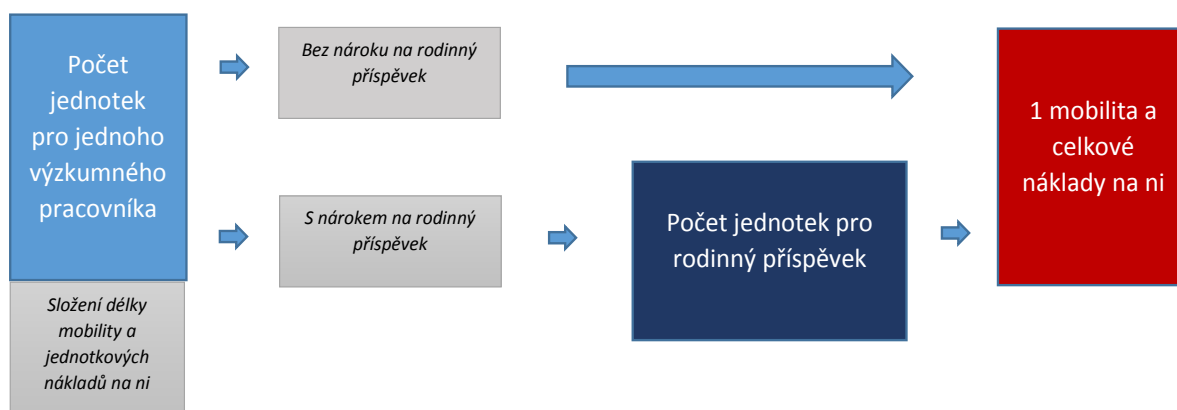 Počet
jednotek
pro jednoho
výzkumného
pracovníka
Složení délky
mobility a
jednotkových
nákladů na ni
Bez nároku na rodinný
příspěvek
S nárokem na rodinný
příspěvek
Počet jednotek pro
rodinný příspěvek
1 mobilita a
celkové
náklady na ni